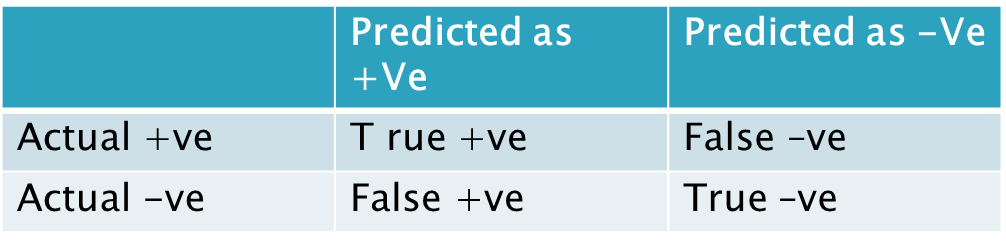 Predicted as +Ve	Predicted as -Ve
Actual +ve	T rue +ve	False -ve
Actual -ve	False +ve	True -ve